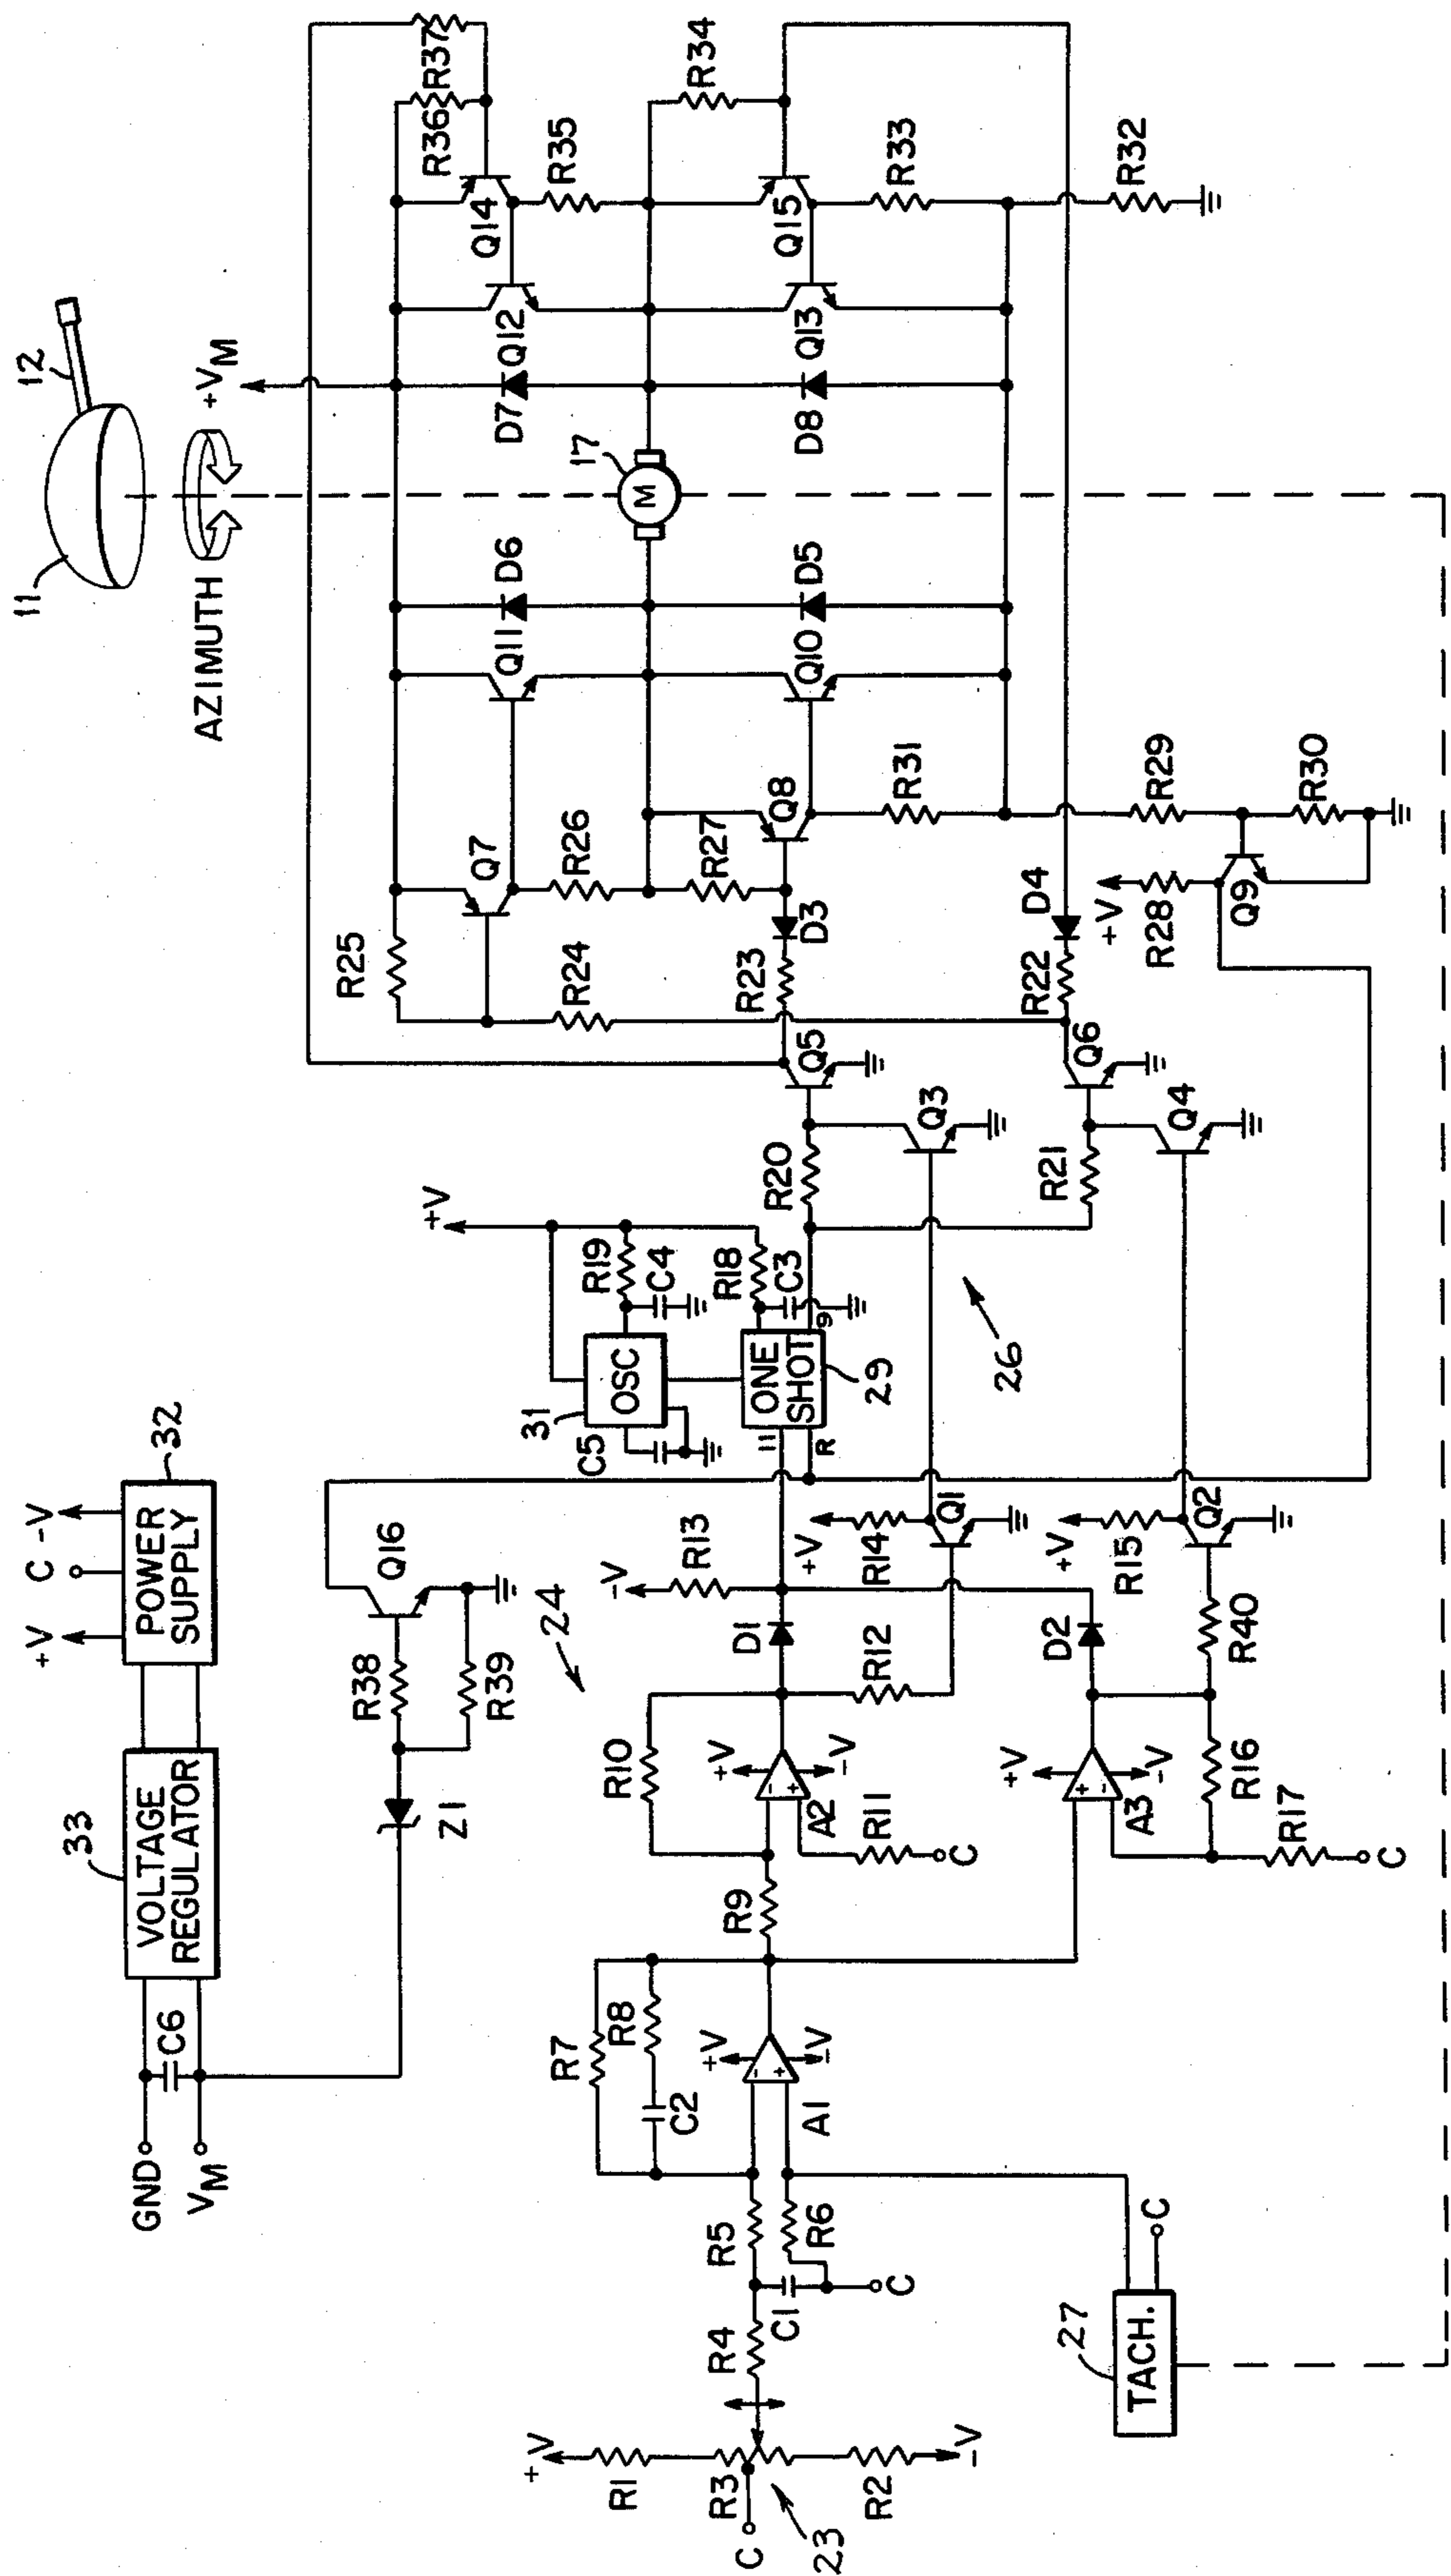 11
12
AZIMUTH
+VM
33
VOLTAGE
REGULATOR
32
POWER
SUPPLY
+V
C
-V
GND
VM
C6
Z1
R38
R39
Q16
24
26
23
C
+V
R1
R3
R2
-V
R4
C1
C
R5
R6
R7
R8
C2
A1
-
+
+V
-V
27
TACH.
C
R9
R10
A2
-
+
+V
-V
R11
C
D1
R12
-V
R13
A3
+
-
+V
-V
R16
R17
C
D2
R40
+V
R14
Q1
+V
R15
Q2
31
OSC
C5
R19
C4
+V
ONE
SHOT
29
11
R
9
R18
C3
R20
R21
Q3
Q4
Q5
Q6
R22
R23
D3
D4
R24
R25
Q7
R26
R27
Q8
R31
+V
R28
Q9
R29
R30
Q11
D6
Q10
D5
17
M
D7
D8
Q12
Q13
Q14
Q15
R35
R33
R32
R34
R36
R37